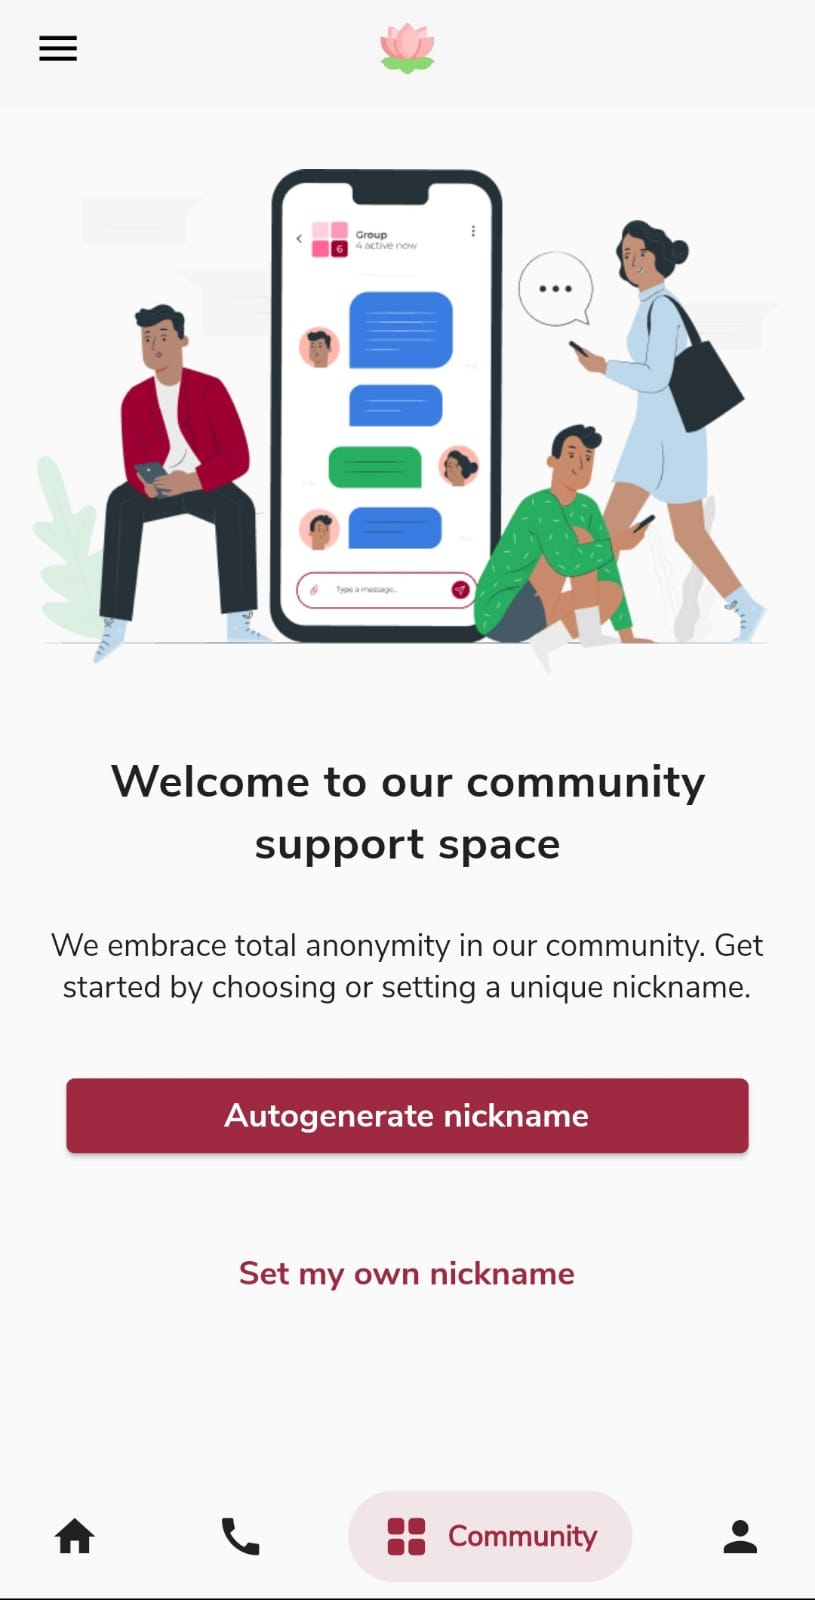 Group
4 active now
6
Type a message..
Welcome to our community
support space
We embrace total anonymity in our community. Get
started by choosing or setting a unique nickname.
Autogenerate nickname
Set my own nickname
Community